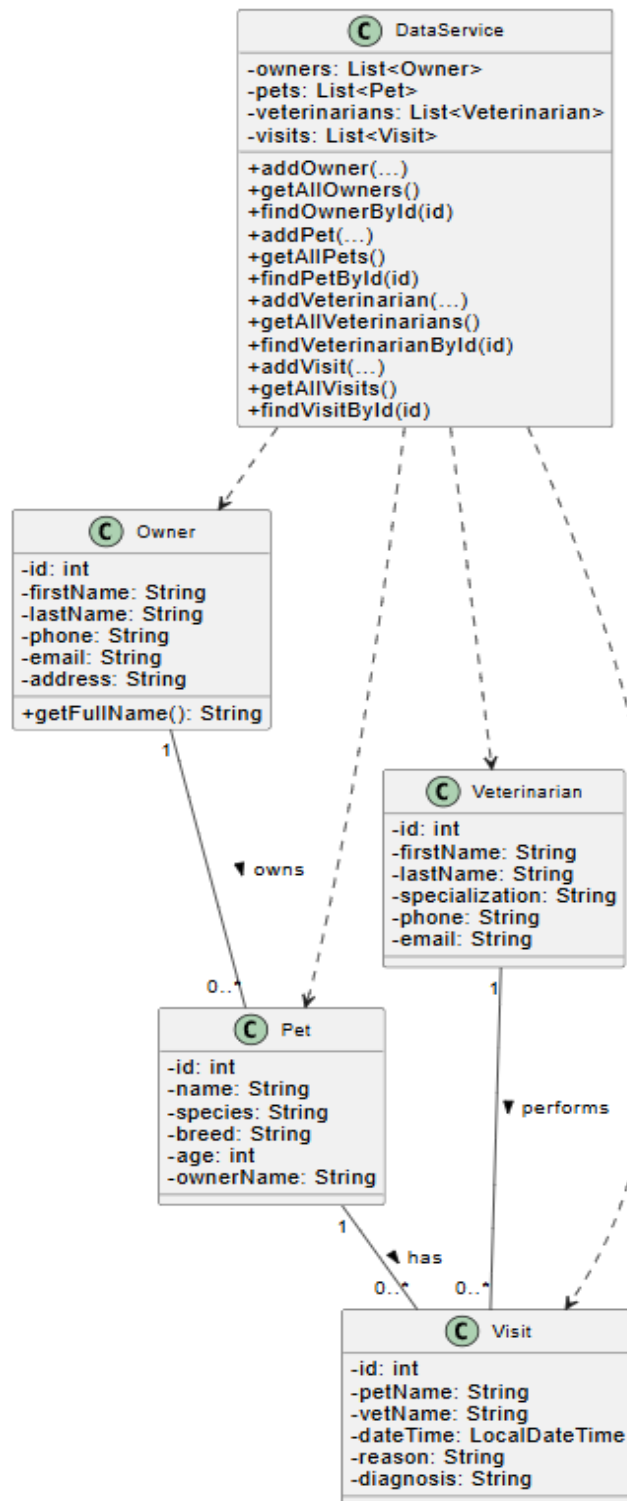 C DataService
-owners: List<Owner>
-pets: List<Pet>
-veterinarians: List<Veterinarian>
-visits: List<Visit>
+addOwner(...)
+getAllOwners()
+findOwnerById(id)
+addPet(...)
+getAllPets()
+findPetById(id)
+addVeterinarian(...)
+getAllVeterinarians()
+findVeterinarianById(id)
+addVisit(...)
+getAllVisits()
+findVisitById(id)
C Owner
-id: int
-firstName: String
-lastName: String
-phone: String
-email: String
-address: String
+getFullName(): String
1
owns
0..*
C Veterinarian
-id: int
-firstName: String
-lastName: String
-specialization: String
-phone: String
-email: String
1
performs
0..*
C Pet
-id: int
-name: String
-species: String
-breed: String
-age: int
-ownerName: String
1
has
0..*
C Visit
-id: int
-petName: String
-vetName: String
-dateTime: LocalDateTime
-reason: String
-diagnosis: String